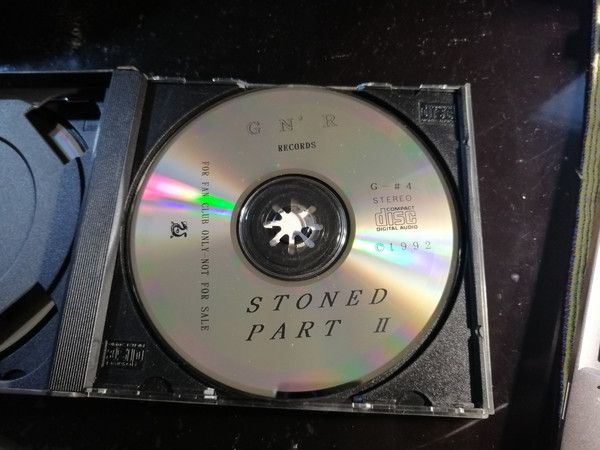 G N' R
RECORDS
FOR FAN CLUB ONLY-NOT FOR SALE
G-#4
STEREO
COMPACT
disc
DIGITAL AUDIO
©1992
STONED
PART II